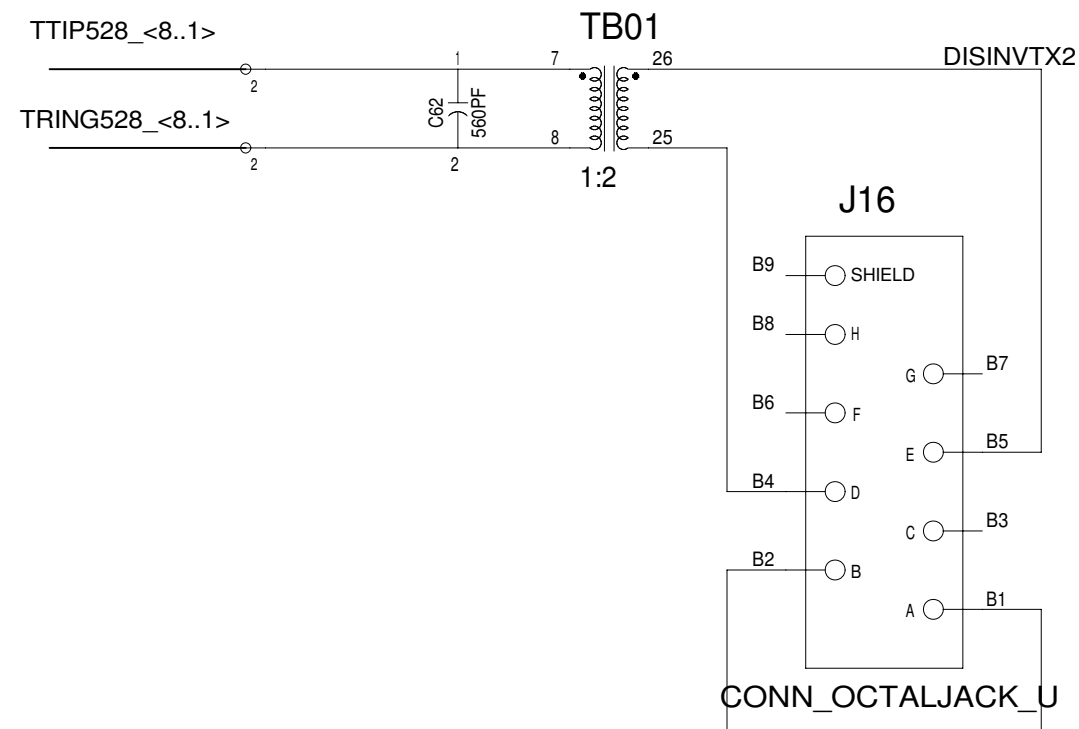 TTIP528_<8..1>
TB01
1
7
26
DISINVTX2
2
C62
560PF
TRING528_<8..1>
8
25
2
2
1:2
J16
B9
SHIELD
B8
H
G
B7
B6
F
E
B5
B4
D
C
B3
B2
B
A
B1
CONN_OCTALJACK_U